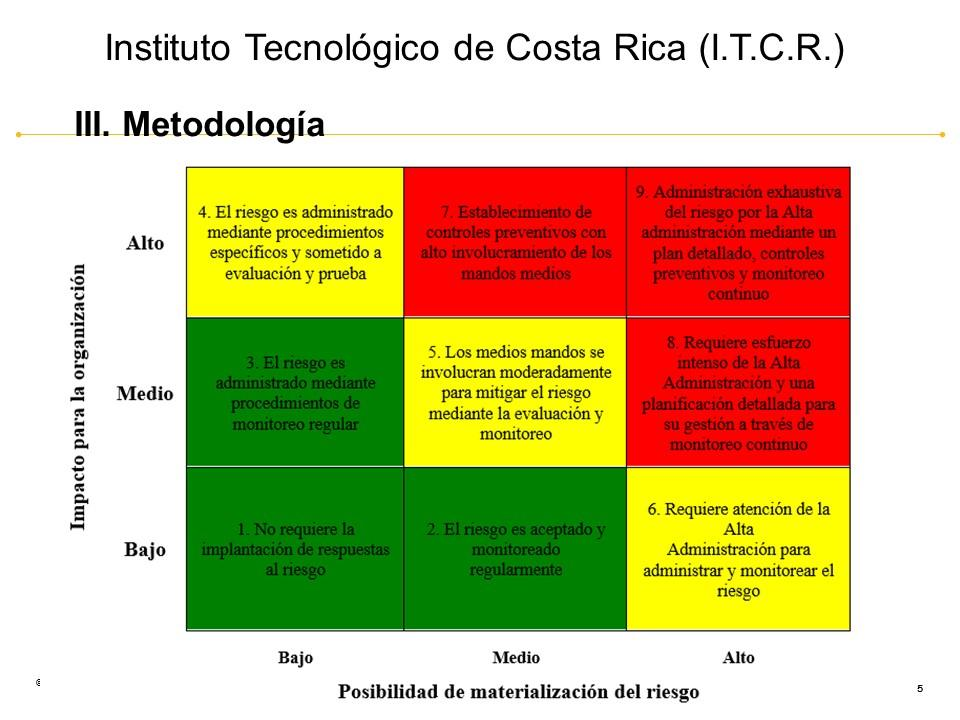 Instituto Tecnológico de Costa Rica (I.T.C.R.)
III. Metodología
Impacto para la organización
Alto
4. El riesgo es administrado
mediante procedimientos
específicos y sometido a
evaluación y prueba
7. Establecimiento de
controles preventivos con
alto involucramiento de los
mandos medios
9. Administración exhaustiva
del riesgo por la Alta
administración mediante un
plan detallado, controles
preventivos y monitoreo
continuo
Medio
3. El riesgo es
administrado mediante
procedimientos de
monitoreo regular
5. Los medios mandos se
involucran moderadamente
para mitigar el riesgo
mediante la evaluación y
monitoreo
8. Requiere esfuerzo
intenso de la Alta
Administración y una
planificación detallada para
su gestión a través de
monitoreo continuo
Bajo
1. No requiere la
implantación de respuestas
al riesgo
2. El riesgo es aceptado y
monitoreado
regularmente
6. Requiere atención de la
Alta
Administración para
administrar y monitorear el
riesgo
Bajo
Medio
Alto
Posibilidad de materialización del riesgo
©
5